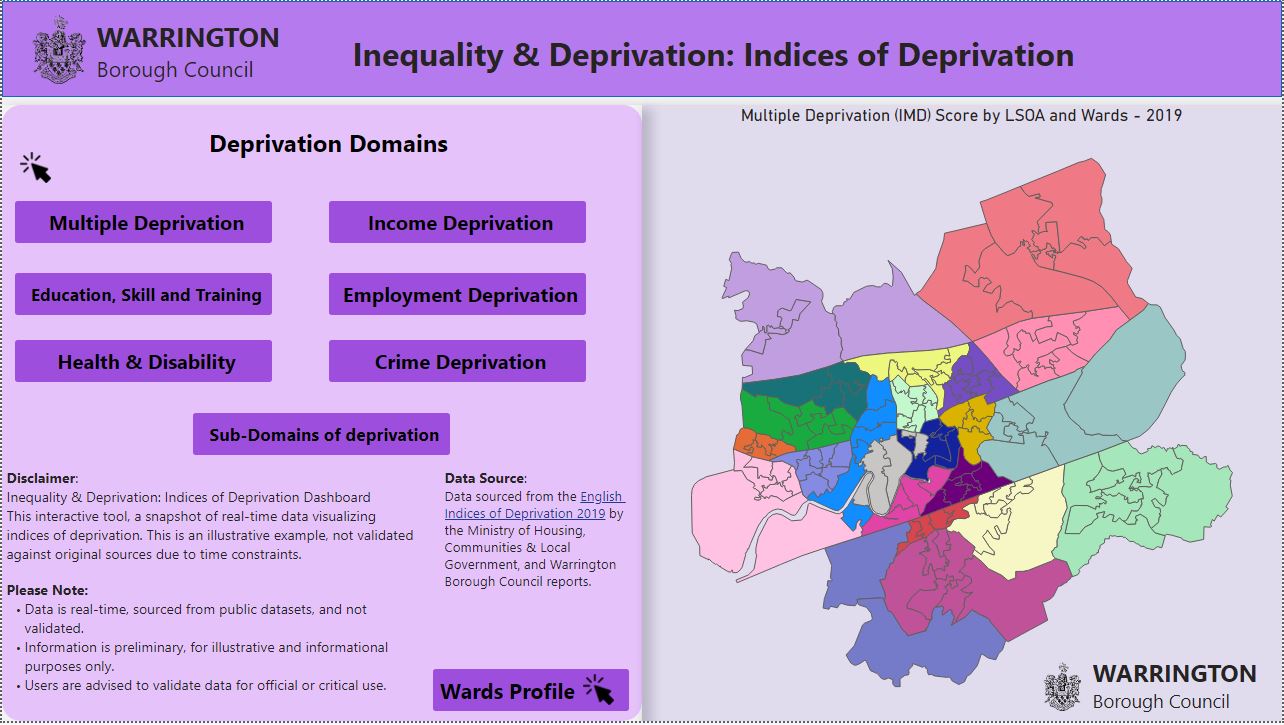 WARRINGTON
Borough Council
Inequality & Deprivation: Indices of Deprivation
Deprivation Domains
Multiple Deprivation
Income Deprivation
Education, Skill and Training
Employment Deprivation
Health & Disability
Crime Deprivation
Sub-Domains of deprivation
Disclaimer:
Inequality & Deprivation: Indices of Deprivation Dashboard
This interactive tool, a snapshot of real-time data visualizing
indices of deprivation. This is an illustrative example, not validated
against original sources due to time constraints.
Please Note:
• Data is real-time, sourced from public datasets, and not
validated.
• Information is preliminary, for illustrative and informational
purposes only.
• Users are advised to validate data for official or critical use.
Data Source:
Data sourced from the English
Indices of Deprivation 2019 by
the Ministry of Housing,
Communities & Local
Government, and Warrington
Borough Council reports.
Wards Profile
Multiple Deprivation (IMD) Score by LSOA and Wards - 2019
WARRINGTON
Borough Council